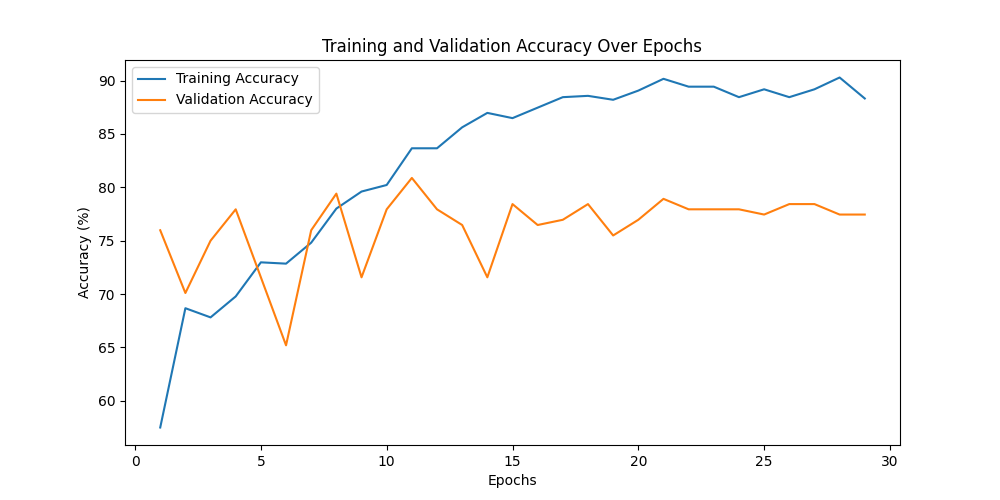 Training and Validation Accuracy Over Epochs
Training Accuracy
Validation Accuracy
Accuracy (%)
90
85
80
75
70
65
60
0 5 10 15 20 25 30
Epochs